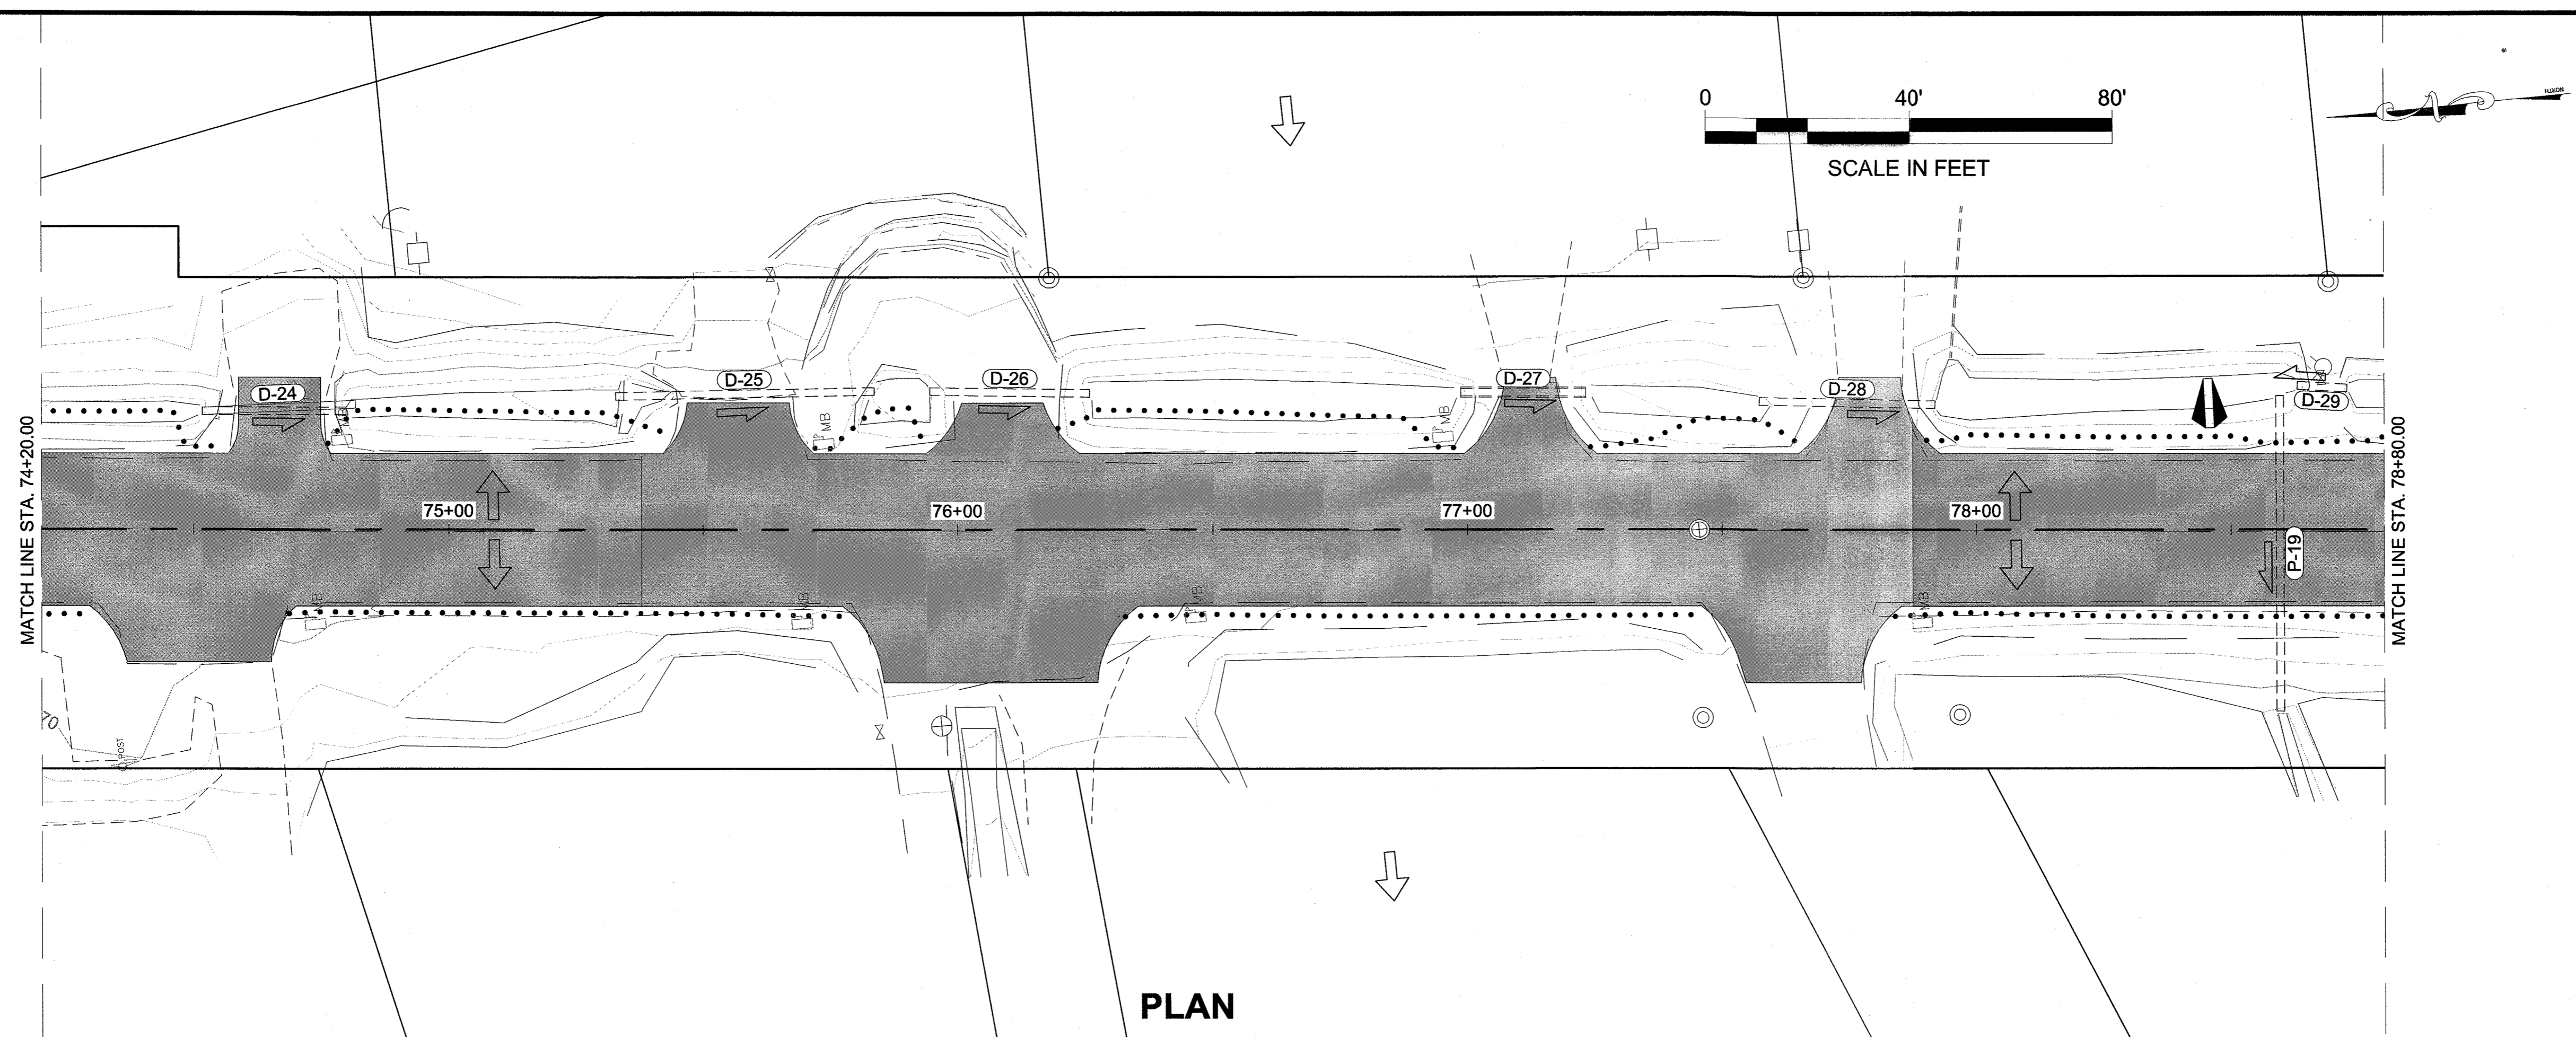 0 40' 80'
SCALE IN FEET
NORTH
MATCH LINE STA. 74+20.00
D-24
D-25
D-26
D-27
D-28
D-29
MB
MB
MB
75+00
76+00
77+00
78+00
P-19
MATCH LINE STA. 78+80.00
MB
MB
MB
MB
70
POST
PLAN